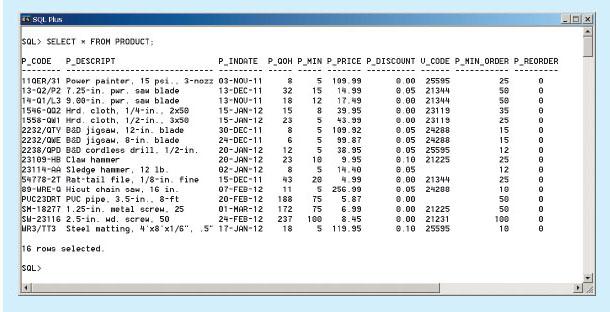 SQL Plus
SQL> SELECT * FROM PRODUCT;
P_CODE P_DESCRIPT P_INDATE P_QOH P_MIN P_PRICE P_DISCOUNT V_CODE P_MIN_ORDER P_REORDER
11QER/31 Power painter, 15 psi., 3-nozz 03-NOV-11 8 5 109.99 0.00 25595 25 0
13-Q2/P2 7.25-in. pwr. saw blade 13-DEC-11 32 15 14.99 0.05 21344 50 0
14-Q1/L3 9.00-in. pwr. saw blade 13-NOV-11 18 12 17.49 0.00 21344 50 0
1546-QQ2 Hrd. cloth, 1/4-in., 2x50 15-JAN-12 15 8 39.95 0.00 23119 35 0
1558-QW1 Hrd. cloth, 1/2-in., 3x50 15-JAN-12 23 5 43.99 0.00 23119 25 0
2232/QTY B&D jigsaw, 12-in. blade 30-DEC-11 8 5 109.92 0.05 24288 15 0
2232/QWE B&D jigsaw, 8-in. blade 24-DEC-11 6 5 99.87 0.05 24288 15 0
2238/QPD B&D cordless drill, 1/2-in. 20-JAN-12 12 5 38.95 0.05 25595 12 0
23109-HB Claw hammer 20-JAN-12 23 10 9.95 0.10 21225 25 0
23114-AA Sledge hammer, 12 lb. 02-JAN-12 8 5 14.40 0.05 12 0
54778-2T Rat-tail file, 1/8-in. fine 15-DEC-11 43 20 4.99 0.00 21344 25 0
89-WRE-Q Hicut chain saw, 16 in. 07-FEB-12 11 5 256.99 0.05 24288 10 0
PVC23DRT PVC pipe, 3.5-in., 8-ft 20-FEB-12 188 75 5.87 0.00 50 0
SM-18277 1.25-in. metal screw, 25 01-MAR-12 172 75 6.99 0.00 21225 50 0
SW-23116 2.5-in. wd. screw, 50 24-FEB-12 237 100 8.45 0.00 21231 100 0
WR3/TT3 Steel matting, 4'x8'x1/6", .5" 17-JAN-12 18 5 119.95 0.10 25595 10 0
16 rows selected.
SQL>